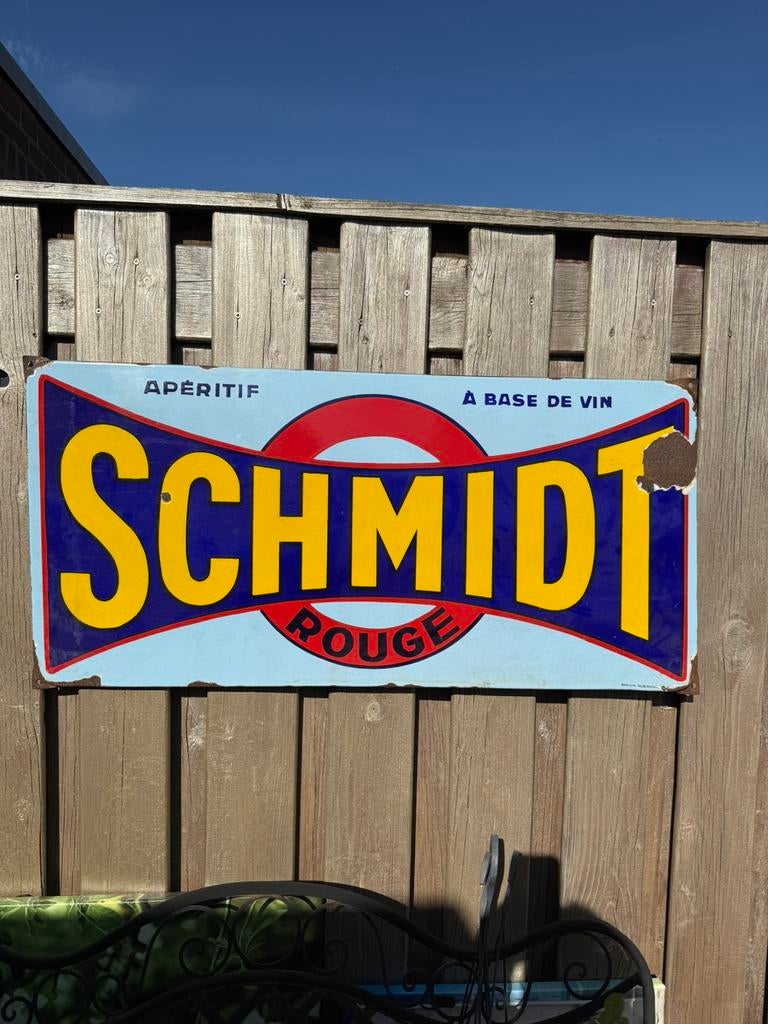 APÉRITIF
À BASE DE VIN
SCHMIDT
ROUGE